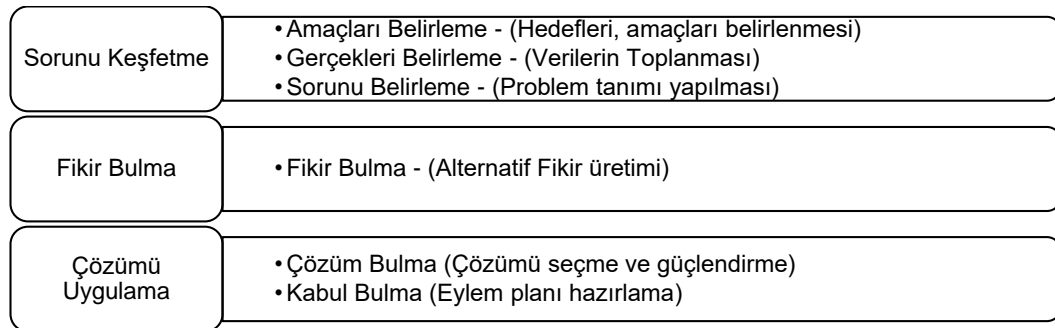 Sorunu Keşfetme
•Amaçları Belirleme - (Hedefleri, amaçları belirlenmesi)
•Gerçekleri Belirleme - (Verilerin Toplanması)
•Sorunu Belirleme - (Problem tanımı yapılması)
Fikir Bulma
•Fikir Bulma - (Alternatif Fikir üretimi)
Çözümü
Uygulama
•Çözüm Bulma (Çözümü seçme ve güçlendirme)
•Kabul Bulma (Eylem planı hazırlama)